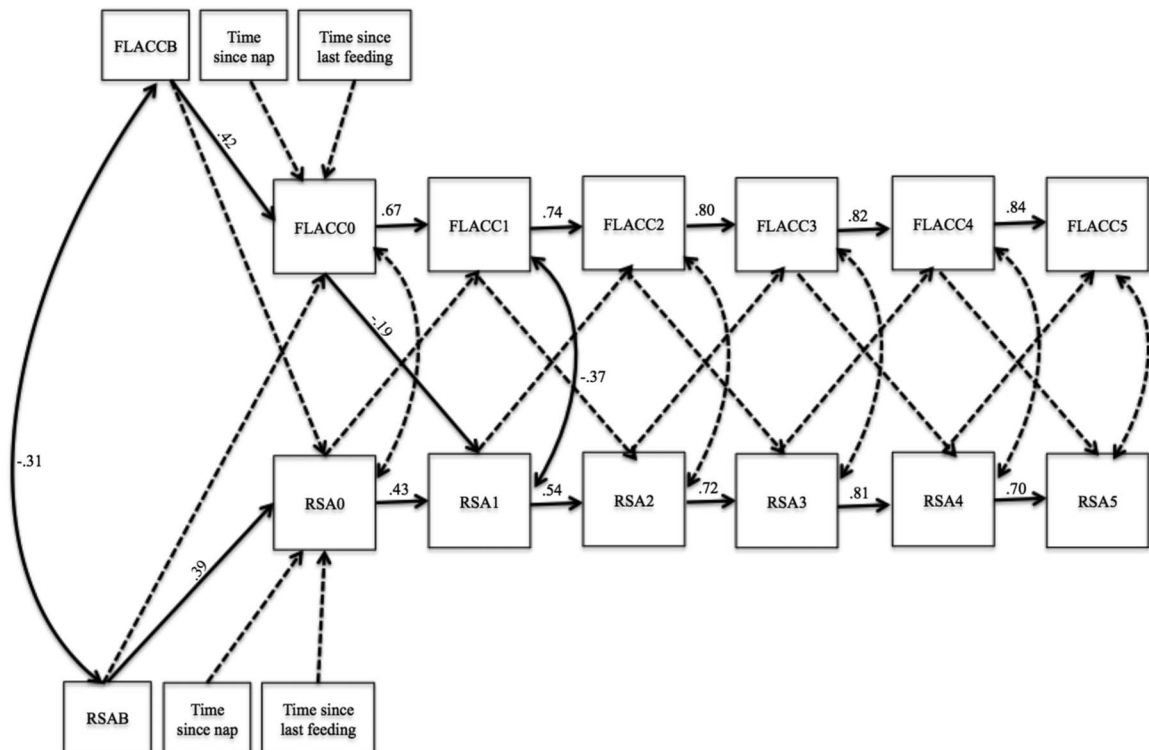 FLACCB
Time
since nap
Time since
last feeding
.42
FLACC0
.67
FLACC1
.74
FLACC2
.80
FLACC3
.82
FLACC4
.84
FLACC5
-.19
-.37
-.31
RSA0
.43
RSA1
.54
RSA2
.72
RSA3
.81
RSA4
.70
RSA5
.39
RSAB
Time
since nap
Time since
last feeding